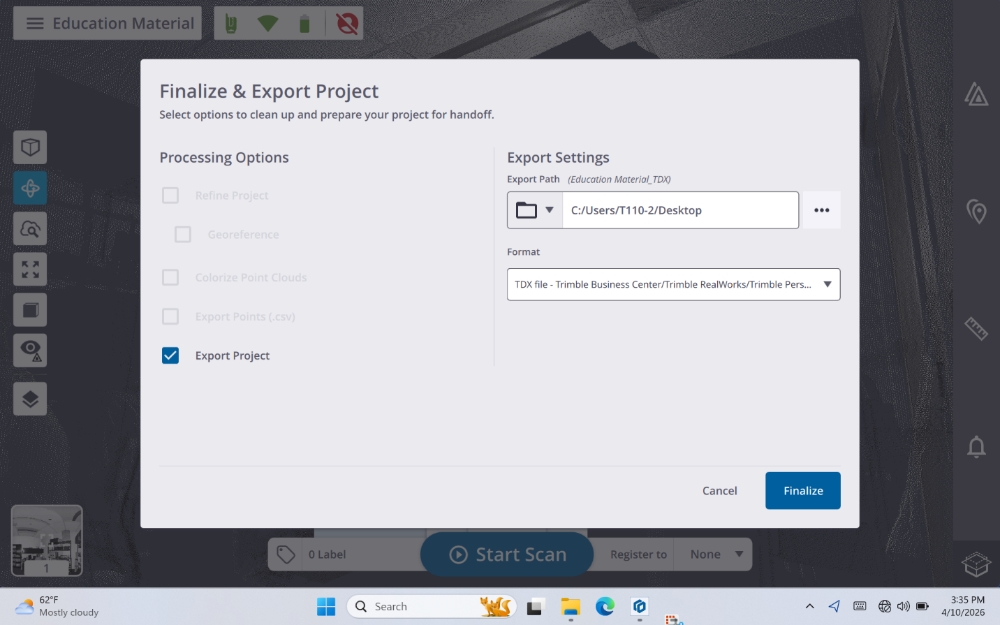 Education Material
Finalize & Export Project
Select options to clean up and prepare your project for handoff.
Processing Options
Refine Project
Georeference
Colorize Point Clouds
Export Points (.csv)
Export Project
Export Settings
Export Path (Education Material_TDX)
C:/Users/T110-2/Desktop
Format
TDX file - Trimble Business Center/Trimble RealWorks/Trimble Pers...
Cancel
Finalize
1
0 Label
Start Scan
Register to
None
62°F
Mostly cloudy
Search
3:35 PM
4/10/2026